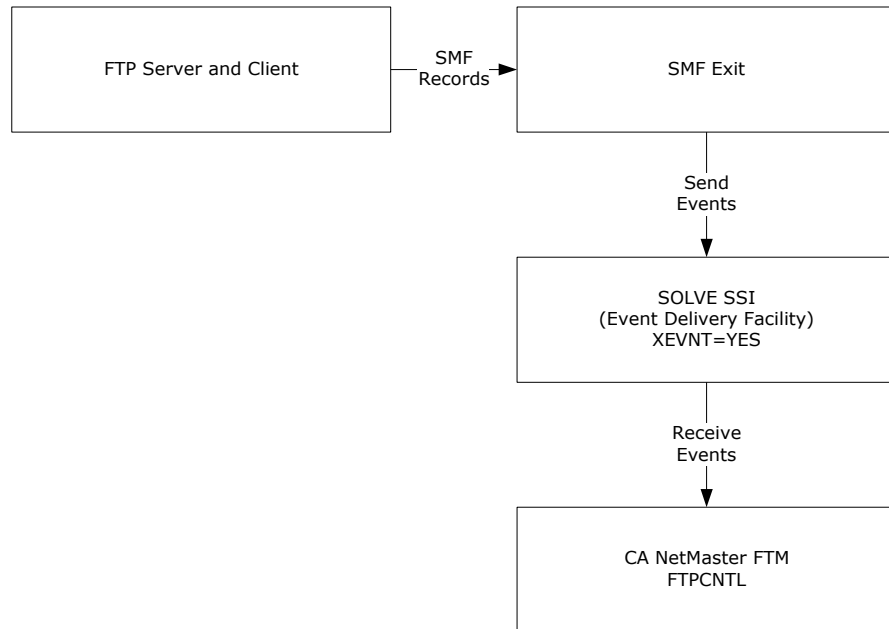 FTP Server and Client
SMF
Records
SMF Exit
Send
Events
SOLVE SSI
(Event Delivery Facility)
XEVNT=YES
Receive
Events
CA NetMaster FTM
FTPCNTL